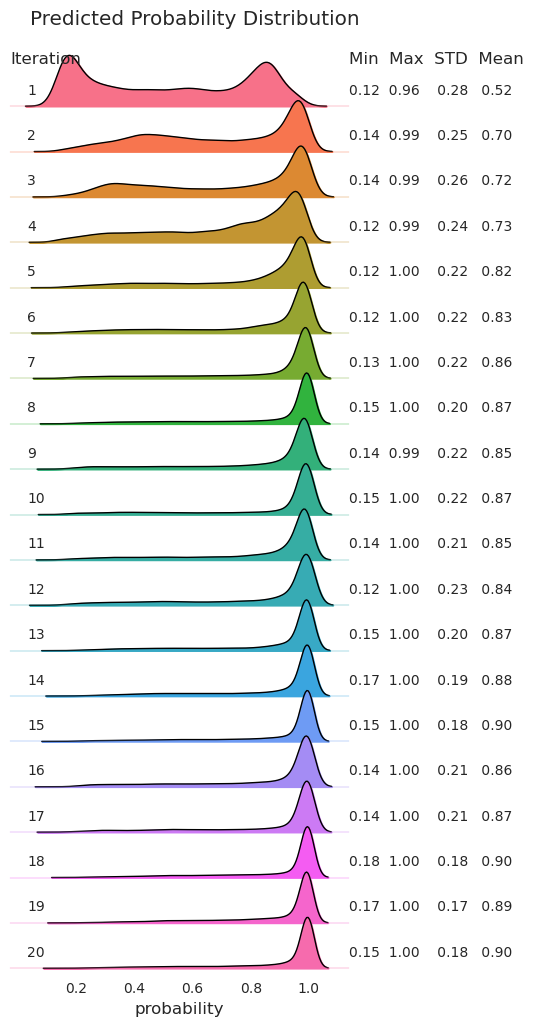 Predicted Probability Distribution
Iteration Min Max STD Mean
1 0.12 0.96 0.28 0.52
2 0.14 0.99 0.25 0.70
3 0.14 0.99 0.26 0.72
4 0.12 0.99 0.24 0.73
5 0.12 1.00 0.22 0.82
6 0.12 1.00 0.22 0.83
7 0.13 1.00 0.22 0.86
8 0.15 1.00 0.20 0.87
9 0.14 0.99 0.22 0.85
10 0.15 1.00 0.22 0.87
11 0.14 1.00 0.21 0.85
12 0.12 1.00 0.23 0.84
13 0.15 1.00 0.20 0.87
14 0.17 1.00 0.19 0.88
15 0.15 1.00 0.18 0.90
16 0.14 1.00 0.21 0.86
17 0.14 1.00 0.21 0.87
18 0.18 1.00 0.18 0.90
19 0.17 1.00 0.17 0.89
20 0.15 1.00 0.18 0.90
0.2 0.4 0.6 0.8 1.0
probability